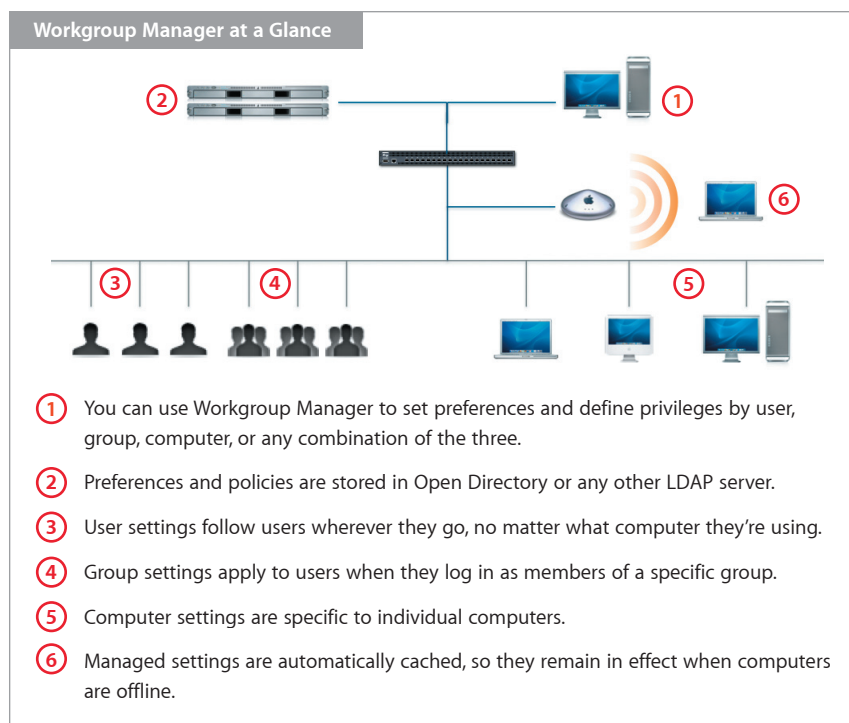 Workgroup Manager at a Glance
2
1
6
3
4
5
1 You can use Workgroup Manager to set preferences and define privileges by user,
group, computer, or any combination of the three.
2 Preferences and policies are stored in Open Directory or any other LDAP server.
3 User settings follow users wherever they go, no matter what computer they’re using.
4 Group settings apply to users when they log in as members of a specific group.
5 Computer settings are specific to individual computers.
6 Managed settings are automatically cached, so they remain in effect when computers
are offline.